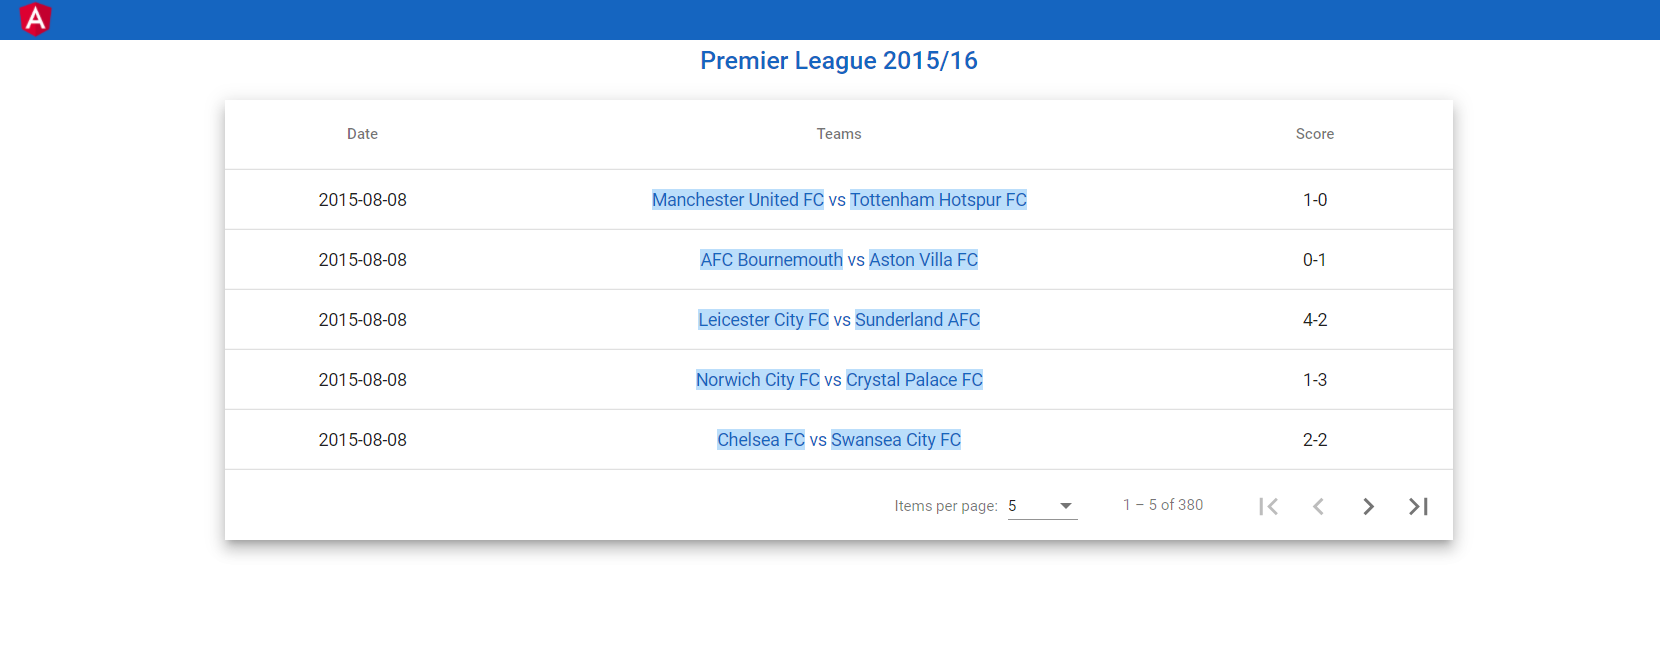 A
Premier League 2015/16
Date Teams Score
2015-08-08 Manchester United FC vs Tottenham Hotspur FC 1-0
2015-08-08 AFC Bournemouth vs Aston Villa FC 0-1
2015-08-08 Leicester City FC vs Sunderland AFC 4-2
2015-08-08 Norwich City FC vs Crystal Palace FC 1-3
2015-08-08 Chelsea FC vs Swansea City FC 2-2
Items per page: 5 1 – 5 of 380